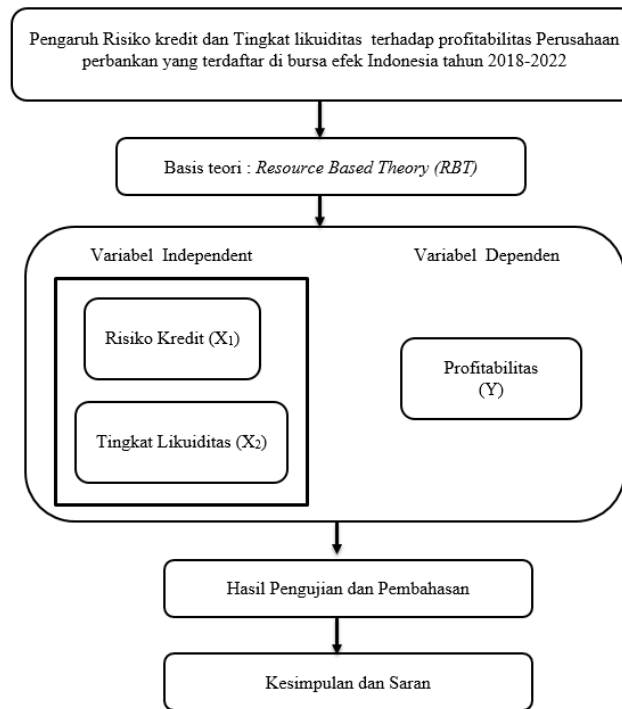 Pengaruh Risiko kredit dan Tingkat likuiditas terhadap profitabilitas Perusahaan
perbankan yang terdaftar di bursa efek Indonesia tahun 2018-2022
Basis teori : Resource Based Theory (RBT)
Variabel Independent
Variabel Dependen
Risiko Kredit (X₁)
Tingkat Likuiditas (X₂)
Profitabilitas
(Y)
Hasil Pengujian dan Pembahasan
Kesimpulan dan Saran